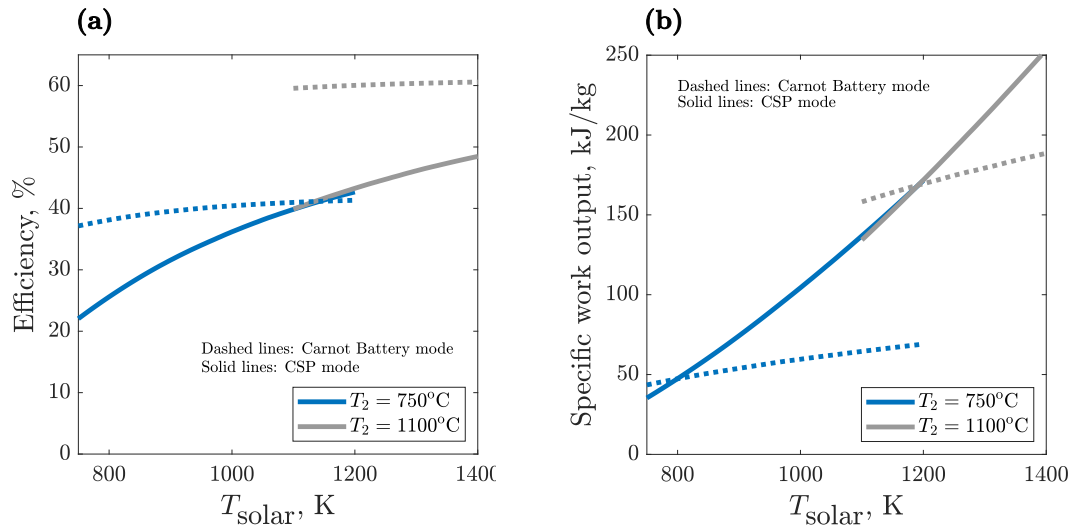 (a)
60
50
40
30
20
10
0
Efficiency, %
Dashed lines: Carnot Battery mode
Solid lines: CSP mode
T₂ = 750°C
T₂ = 1100°C
800
1000
1200
1400
T_solar, K
(b)
250
200
150
100
50
0
Specific work output, kJ/kg
Dashed lines: Carnot Battery mode
Solid lines: CSP mode
T₂ = 750°C
T₂ = 1100°C
800
1000
1200
1400
T_solar, K